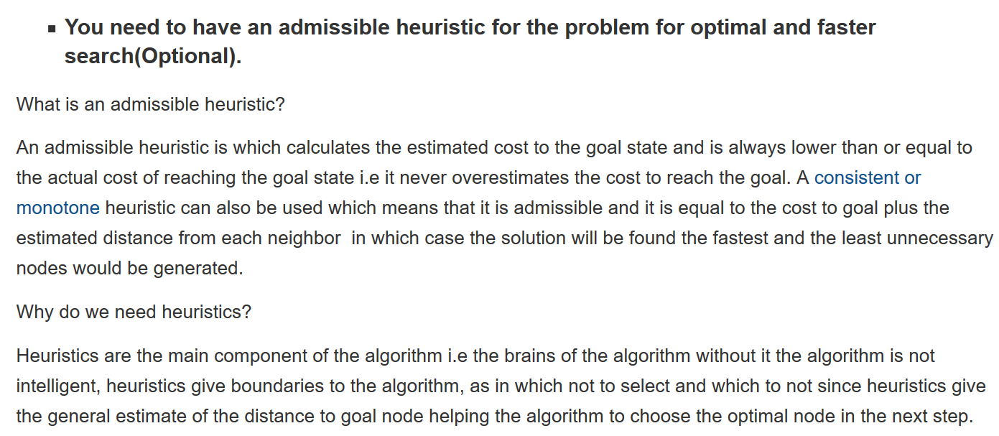 ▪ You need to have an admissible heuristic for the problem for optimal and faster
search(Optional).
What is an admissible heuristic?
An admissible heuristic is which calculates the estimated cost to the goal state and is always lower than or equal to
the actual cost of reaching the goal state i.e it never overestimates the cost to reach the goal. A consistent or
monotone heuristic can also be used which means that it is admissible and it is equal to the cost to goal plus the
estimated distance from each neighbor  in which case the solution will be found the fastest and the least unnecessary
nodes would be generated.
Why do we need heuristics?
Heuristics are the main component of the algorithm i.e the brains of the algorithm without it the algorithm is not
intelligent, heuristics give boundaries to the algorithm, as in which not to select and which to not since heuristics give
the general estimate of the distance to goal node helping the algorithm to choose the optimal node in the next step.